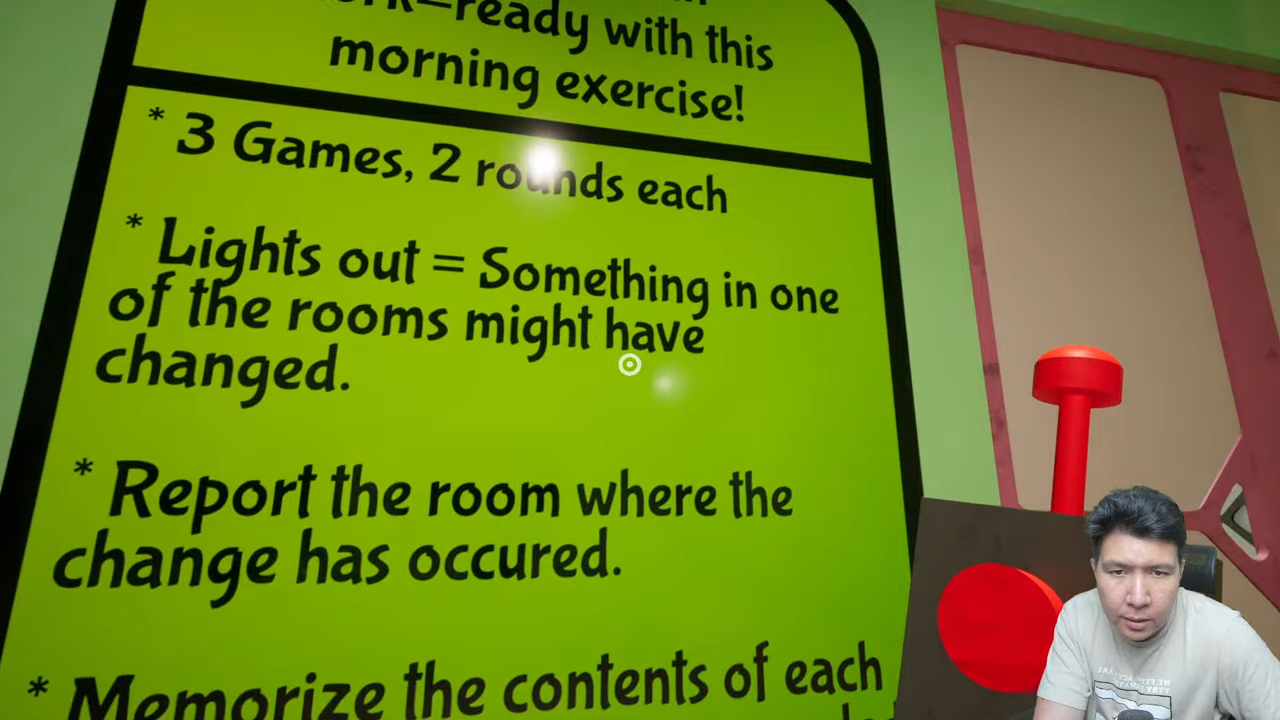 ready with this
morning exercise!
* 3 Games, 2 rounds each
* Lights out = Something in one
of the rooms might have
changed.
* Report the room where the
change has occured.
* Memorize the contents of each